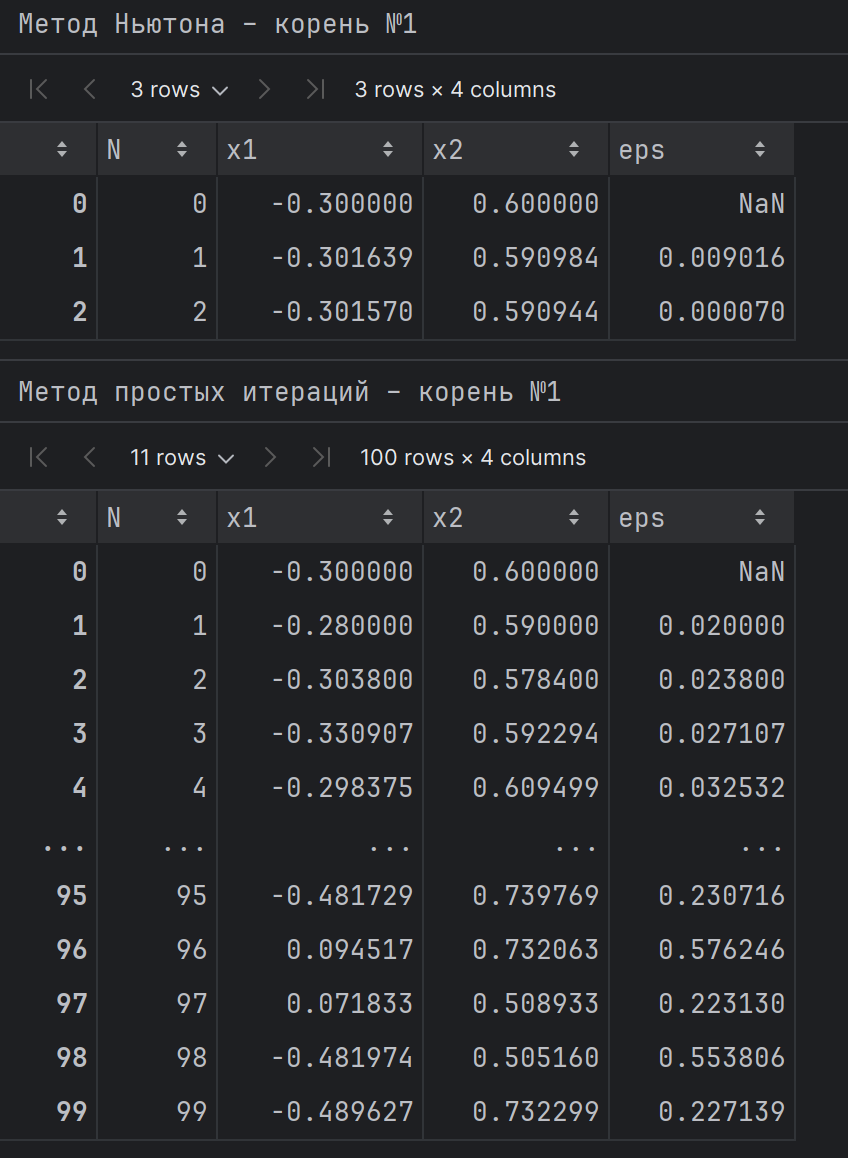 Метод Ньютона – корень №1
3 rows 3 rows × 4 columns
N x1 x2 eps
0 0 -0.300000 0.600000 NaN
1 1 -0.301639 0.590984 0.009016
2 2 -0.301570 0.590944 0.000070
Метод простых итераций – корень №1
11 rows 100 rows × 4 columns
N x1 x2 eps
0 0 -0.300000 0.600000 NaN
1 1 -0.280000 0.590000 0.020000
2 2 -0.303800 0.578400 0.023800
3 3 -0.330907 0.592294 0.027107
4 4 -0.298375 0.609499 0.032532
... ... ... ... ...
95 95 -0.481729 0.739769 0.230716
96 96 0.094517 0.732063 0.576246
97 97 0.071833 0.508933 0.223130
98 98 -0.481974 0.505160 0.553806
99 99 -0.489627 0.732299 0.227139